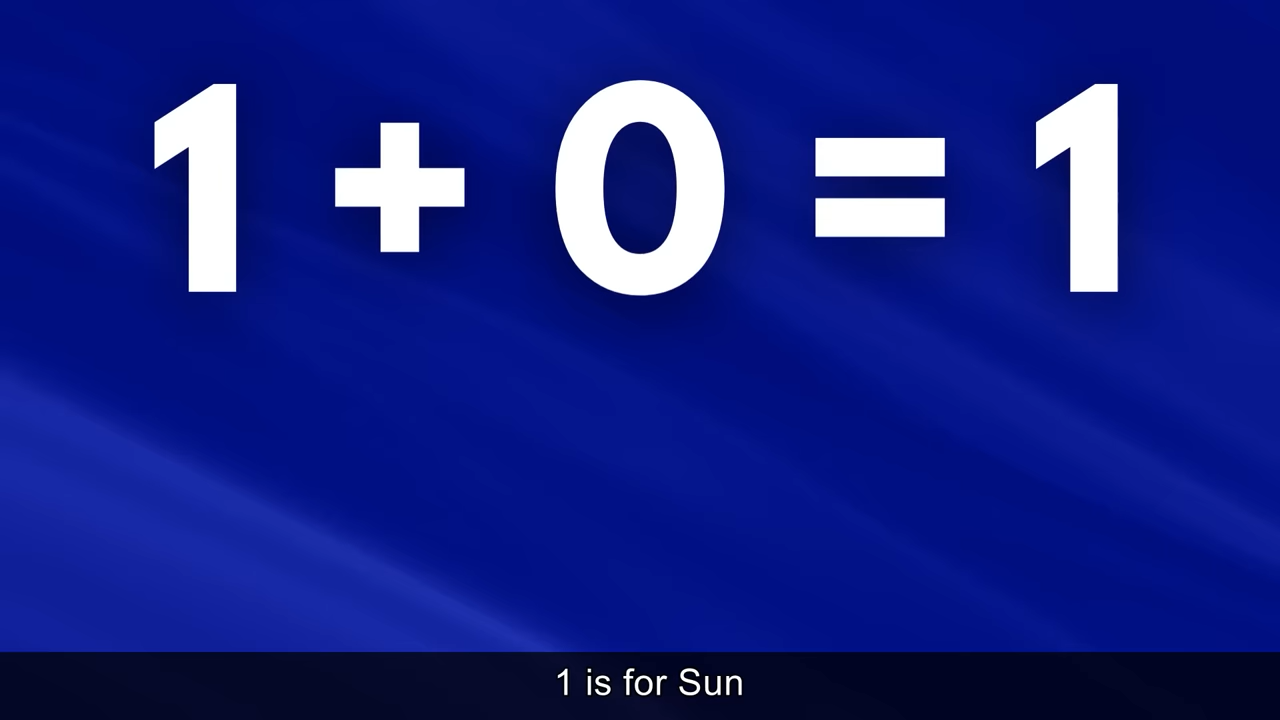 1 + 0 = 1
1 is for Sun